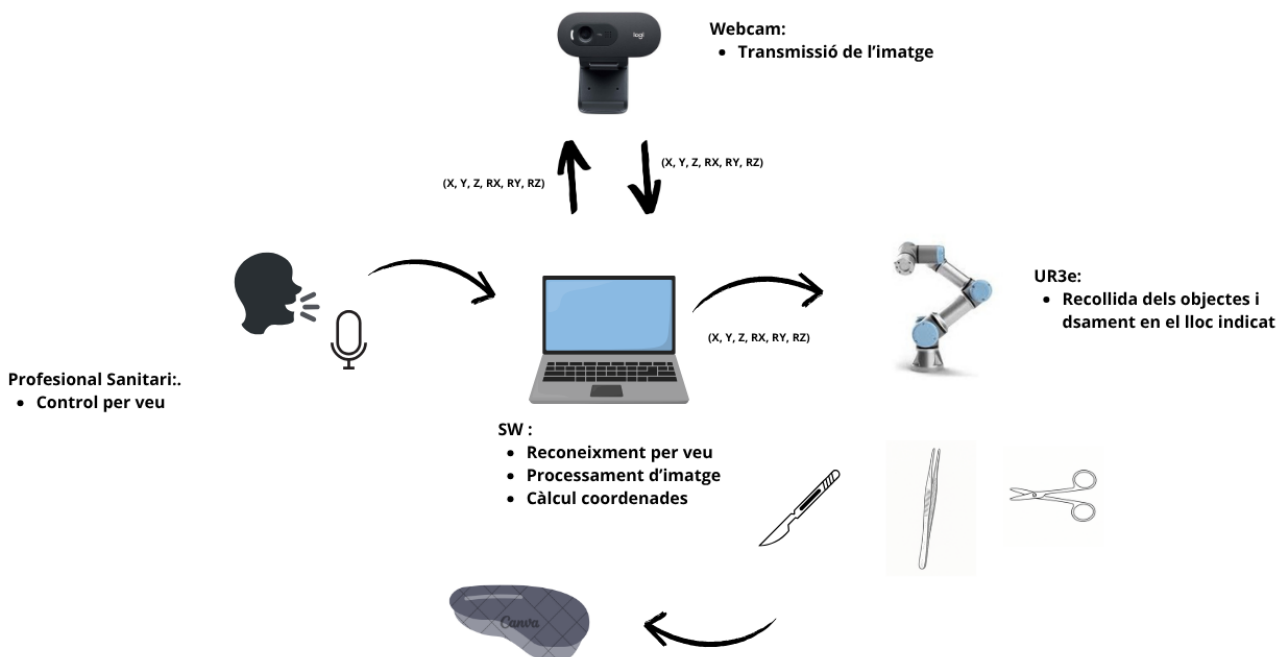 logi
Webcam:
• Transmissió de l'imatge
(X, Y, Z, RX, RY, RZ)
(X, Y, Z, RX, RY, RZ)
UR3e:
• Recollida dels objectes i
dsament en el lloc indicat
(X, Y, Z, RX, RY, RZ)
Profesional Sanitari:.
• Control per veu
SW :
• Reconeixment per veu
• Processament d'imatge
• Càlcul coordenades
Canva